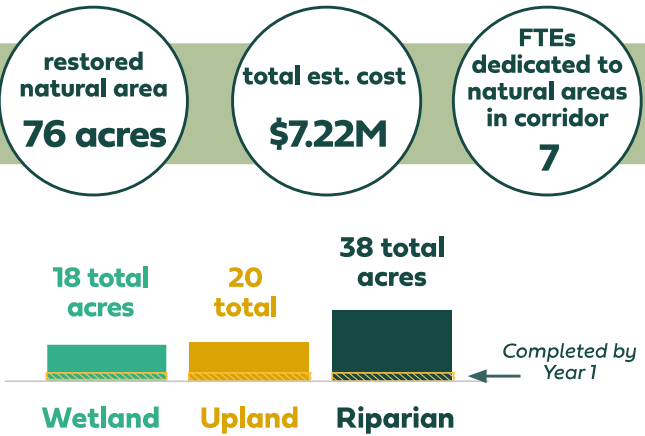 restored
natural area
76 acres
total est. cost
$7.22M
FTEs
dedicated to
natural areas
in corridor
7
18 total
acres
20
total
38 total
acres
Completed by
Year 1
Wetland
Upland
Riparian